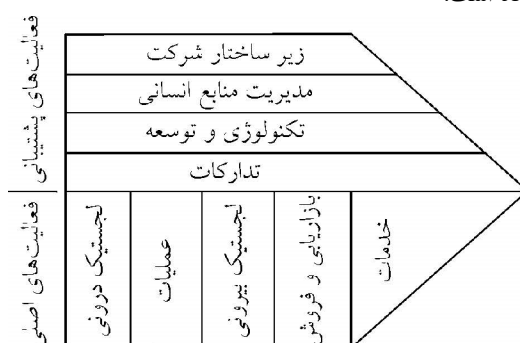 فعالیت‌های پشتیبانی
زیر ساختار شرکت
مدیریت منابع انسانی
تکنولوژی و توسعه
تدارکات
فعالیت‌های اصلی
لجستیک درونی
عملیات
لجستیک بیرونی
بازاریابی و فروش
خدمات